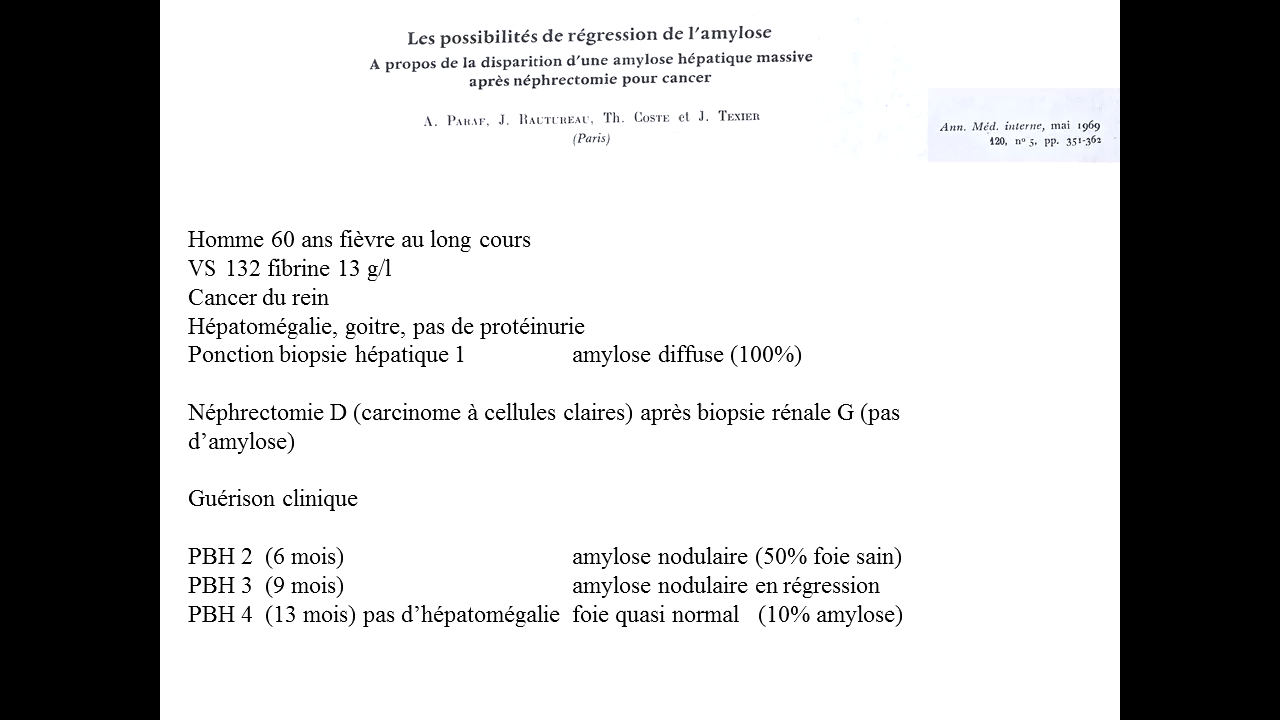 Les possibilités de régression de l'amylose
A propos de la disparition d'une amylose hépatique massive
après néphrectomie pour cancer
A. Paraf, J. Rautureau, Th. Coste et J. Texier
(Paris)
Ann. Méd. interne, mai 1969
120, nº 5, pp. 351-362
Homme 60 ans fièvre au long cours
VS 132 fibrine 13 g/l
Cancer du rein
Hépatomégalie, goitre, pas de protéinurie
Ponction biopsie hépatique 1 amylose diffuse (100%)
Néphrectomie D (carcinome à cellules claires) après biopsie rénale G (pas
d’amylose)
Guérison clinique
PBH 2 (6 mois) amylose nodulaire (50% foie sain)
PBH 3 (9 mois) amylose nodulaire en régression
PBH 4 (13 mois) pas d’hépatomégalie foie quasi normal (10% amylose)